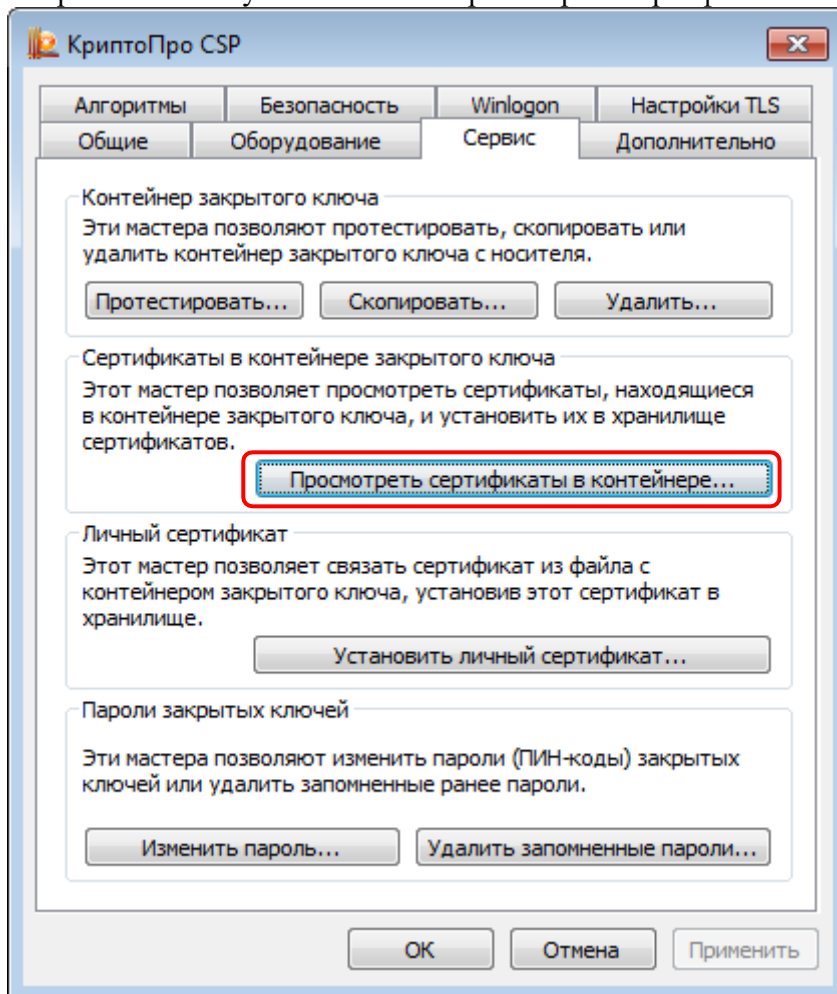 КриптоПро CSP
Алгоритмы Безопасность Winlogon Настройки TLS
Общие Оборудование Сервис Дополнительно
Контейнер закрытого ключа
Эти мастера позволяют протестировать, скопировать или
удалить контейнер закрытого ключа с носителя.
Протестировать... Скопировать... Удалить...
Сертификаты в контейнере закрытого ключа
Этот мастер позволяет просмотреть сертификаты, находящиеся
в контейнере закрытого ключа, и установить их в хранилище
сертификатов.
Просмотреть сертификаты в контейнере...
Личный сертификат
Этот мастер позволяет связать сертификат из файла с
контейнером закрытого ключа, установив этот сертификат в
хранилище.
Установить личный сертификат...
Пароли закрытых ключей
Эти мастера позволяют изменить пароли (ПИН-коды) закрытых
ключей или удалить запомненные ранее пароли.
Изменить пароль... Удалить запомненные пароли...
ОК Отмена Применить